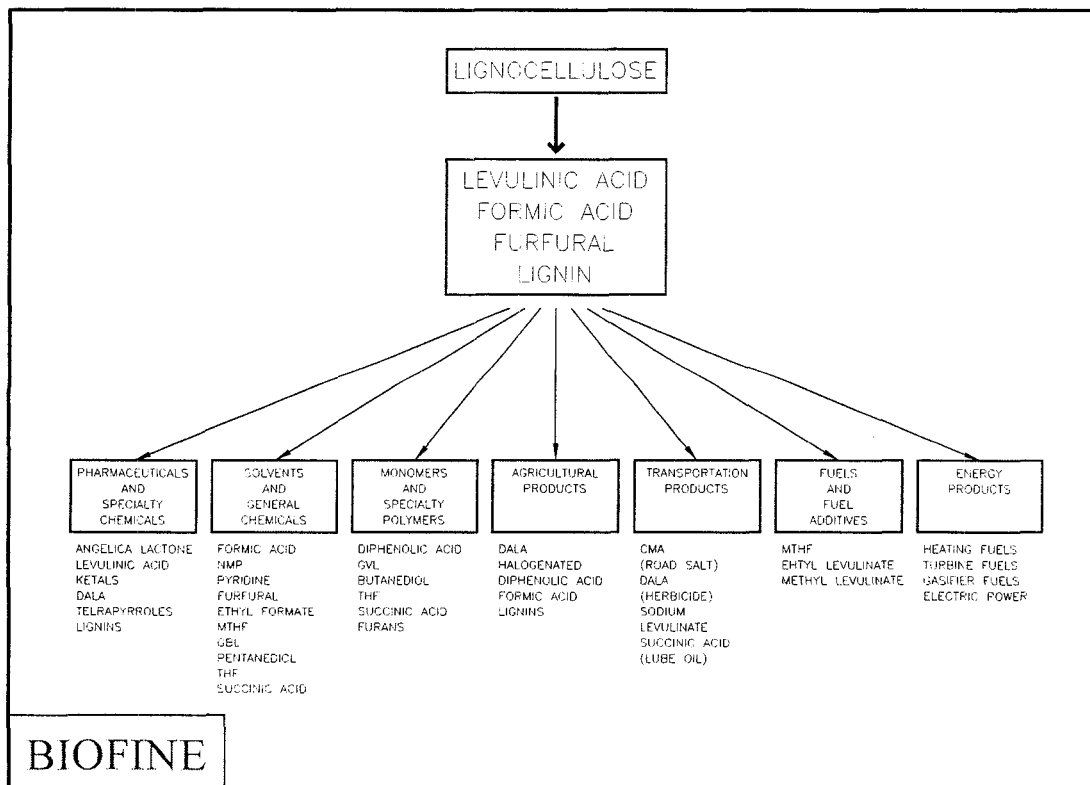 LIGNOCELLULOSE
LEVULINIC ACID
FORMIC ACID
FURFURAL
LIGNIN
PHARMACEUTICALS
AND
SPECIALTY
CHEMICALS
ANGELICA LACTONE
LEVULINIC ACID
KETALS
DALA
TELRAPYRROLES
LIGNINS
SOLVENTS
AND
GENERAL
CHEMICALS
FORMIC ACID
NMP
PYRIDINE
FURFURAL
ETHYL FORMATE
MTHF
GBL
PENTANEDIOL
THF
SUCCINIC ACID
MONOMERS
AND
SPECIALTY
POLYMERS
DIPHENOLIC ACID
GVL
BUTANEDIOL
THF
SUCCINIC ACID
FURANS
AGRICULTURAL
PRODUCTS
DALA
HALOGENATED
DIPHENOLIC ACID
FORMIC ACID
LIGNINS
TRANSPORTATION
PRODUCTS
CMA
(ROAD SALT)
DALA
(HERBICIDE)
SODIUM
LEVULINATE
SUCCINIC ACID
(LUBE OIL)
FUELS
AND
FUEL
ADDITIVES
MTHF
EHTYL LEVULINATE
METHYL LEVULINATE
ENERGY
PRODUCTS
HEATING FUELS
TURBINE FUELS
GASIFIER FUELS
ELECTRIC POWER
BIOFINE